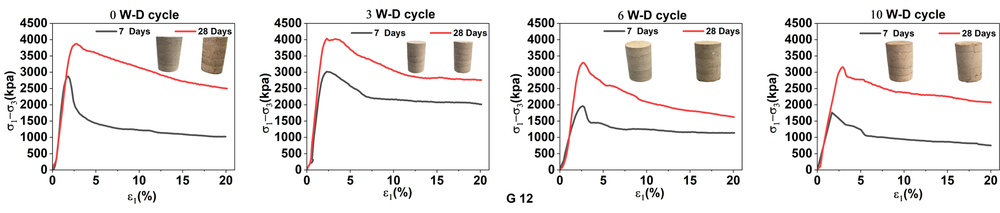 0 W-D cycle
4500
4000
3500
3000
2500
2000
1500
1000
500
0
σ1−σ3(kpa)
7 Days
28 Days
0 5 10 15 20
ε1(%)
3 W-D cycle
4500
4000
3500
3000
2500
2000
1500
1000
500
0
σ1−σ3(kpa)
7 Days
28 Days
0 5 10 15 20
ε1(%)
6 W-D cycle
4500
4000
3500
3000
2500
2000
1500
1000
500
0
σ1−σ3(kpa)
7 Days
28 Days
0 5 10 15 20
ε1(%)
10 W-D cycle
4500
4000
3500
3000
2500
2000
1500
1000
500
0
σ1−σ3(kpa)
7 Days
28 Days
0 5 10 15 20
ε1(%)
G 12